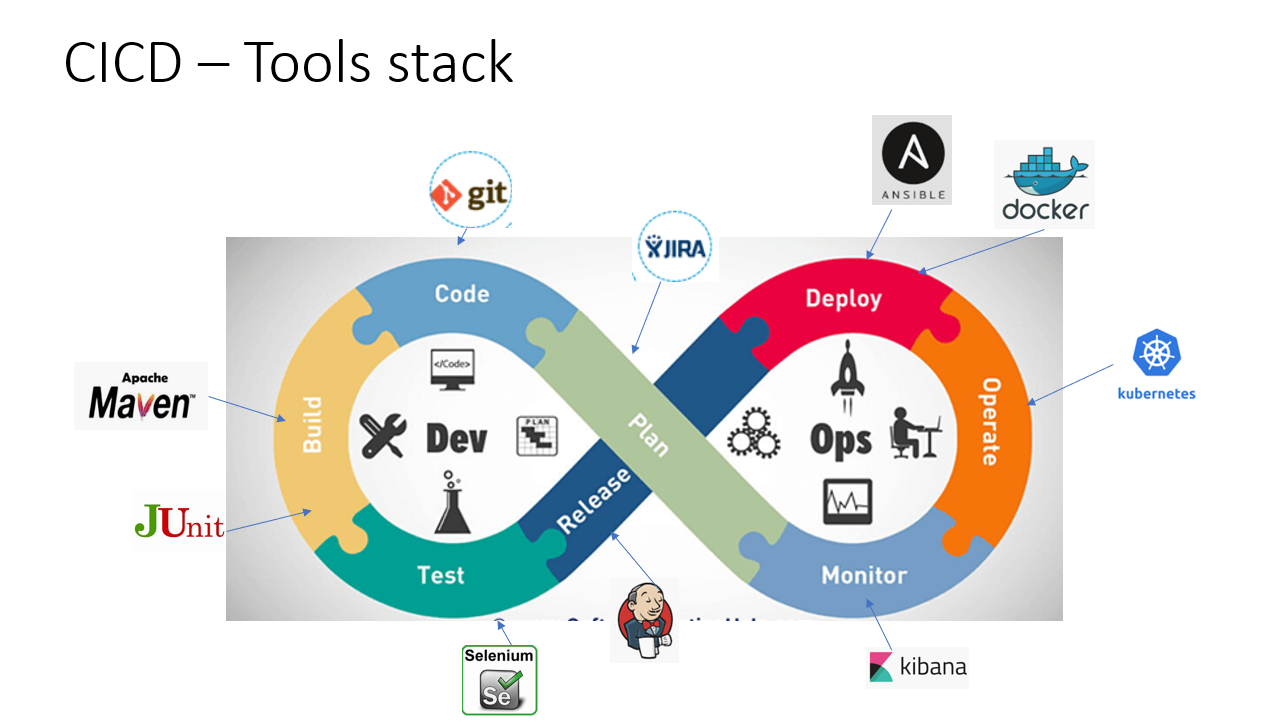 CICD – Tools stack
git
JIRA
ANSIBLE
docker
Code
Deploy
</Code>
kubernetes
Apache
Maven™
Build
Dev
PLAN
Plan
Ops
Operate
Release
JUnit
Test
Monitor
Selenium
Se
kibana